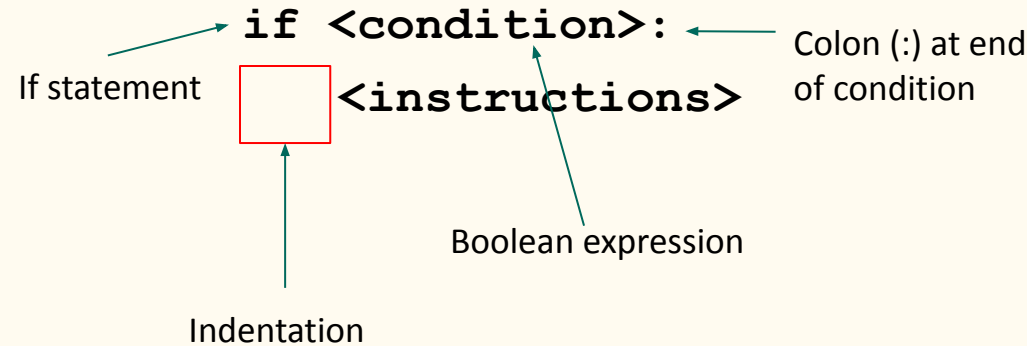 if <condition>:
If statement
Colon (:) at end
of condition
<instructions>
Boolean expression
Indentation